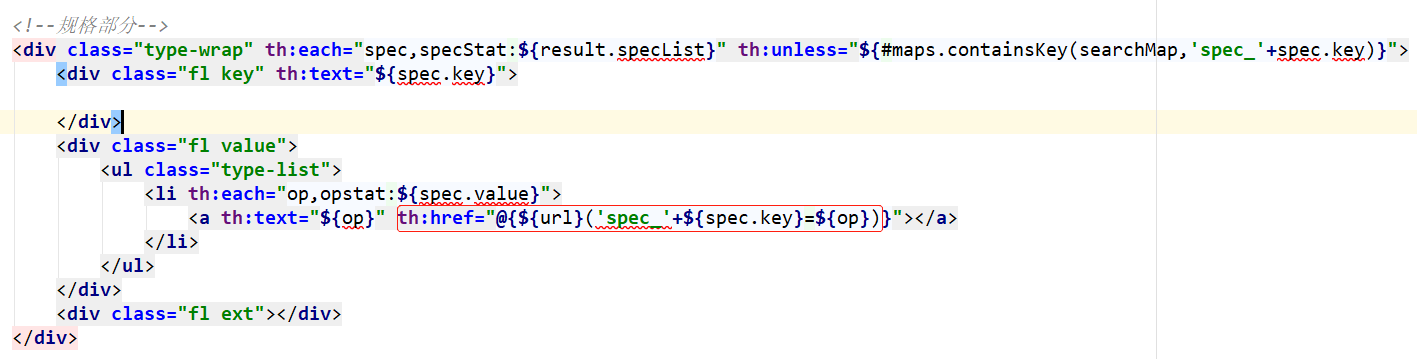 <!--规格部分-->
<div class="type-wrap" th:each="spec,specStat:${result.specList}" th:unless="${#maps.containsKey(searchMap,'spec_'+spec.key)}">
<div class="fl key" th:text="${spec.key}">
</div>
<div class="fl value">
<ul class="type-list">
<li th:each="op,opstat:${spec.value}">
<a th:text="${op}" th:href="@{${url}('spec_'+${spec.key}=${op})}"></a>
</li>
</ul>
</div>
<div class="fl ext"></div>
</div>